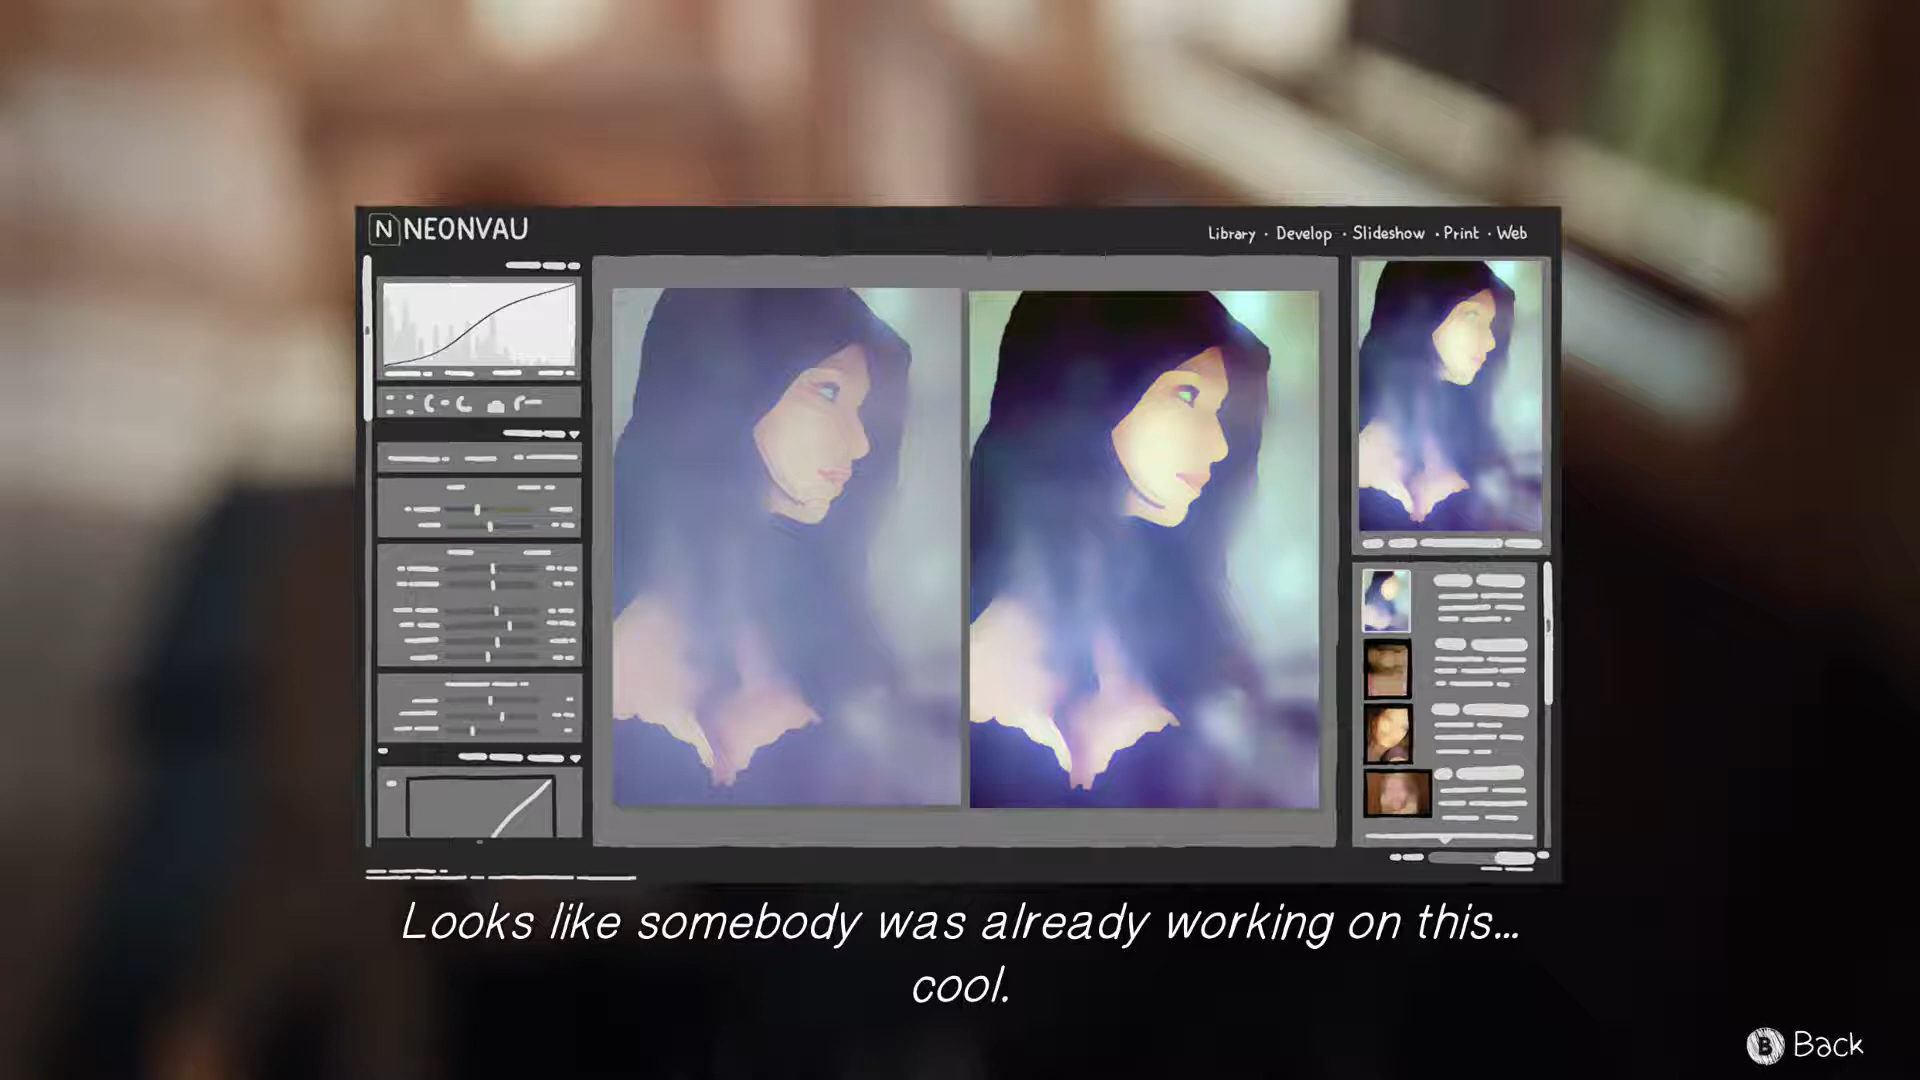 N NEONVAU
Library · Develop · Slideshow · Print · Web
Looks like somebody was already working on this...
cool.
B Back